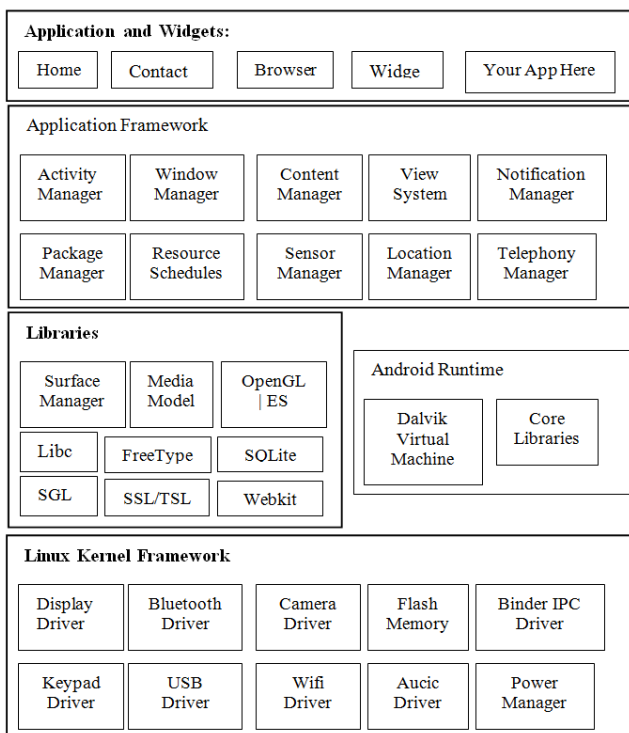 Application and Widgets:
Home
Contact
Browser
Widge
Your App Here
Application Framework
Activity
Manager
Window
Manager
Content
Manager
View
System
Notification
Manager
Package
Manager
Resource
Schedules
Sensor
Manager
Location
Manager
Telephony
Manager
Libraries
Surface
Manager
Media
Model
OpenGL
| ES
Libc
FreeType
SQLite
SGL
SSL/TSL
Webkit
Android Runtime
Dalvik
Virtual
Machine
Core
Libraries
Linux Kernel Framework
Display
Driver
Bluetooth
Driver
Camera
Driver
Flash
Memory
Binder IPC
Driver
Keypad
Driver
USB
Driver
Wifi
Driver
Aucic
Driver
Power
Manager